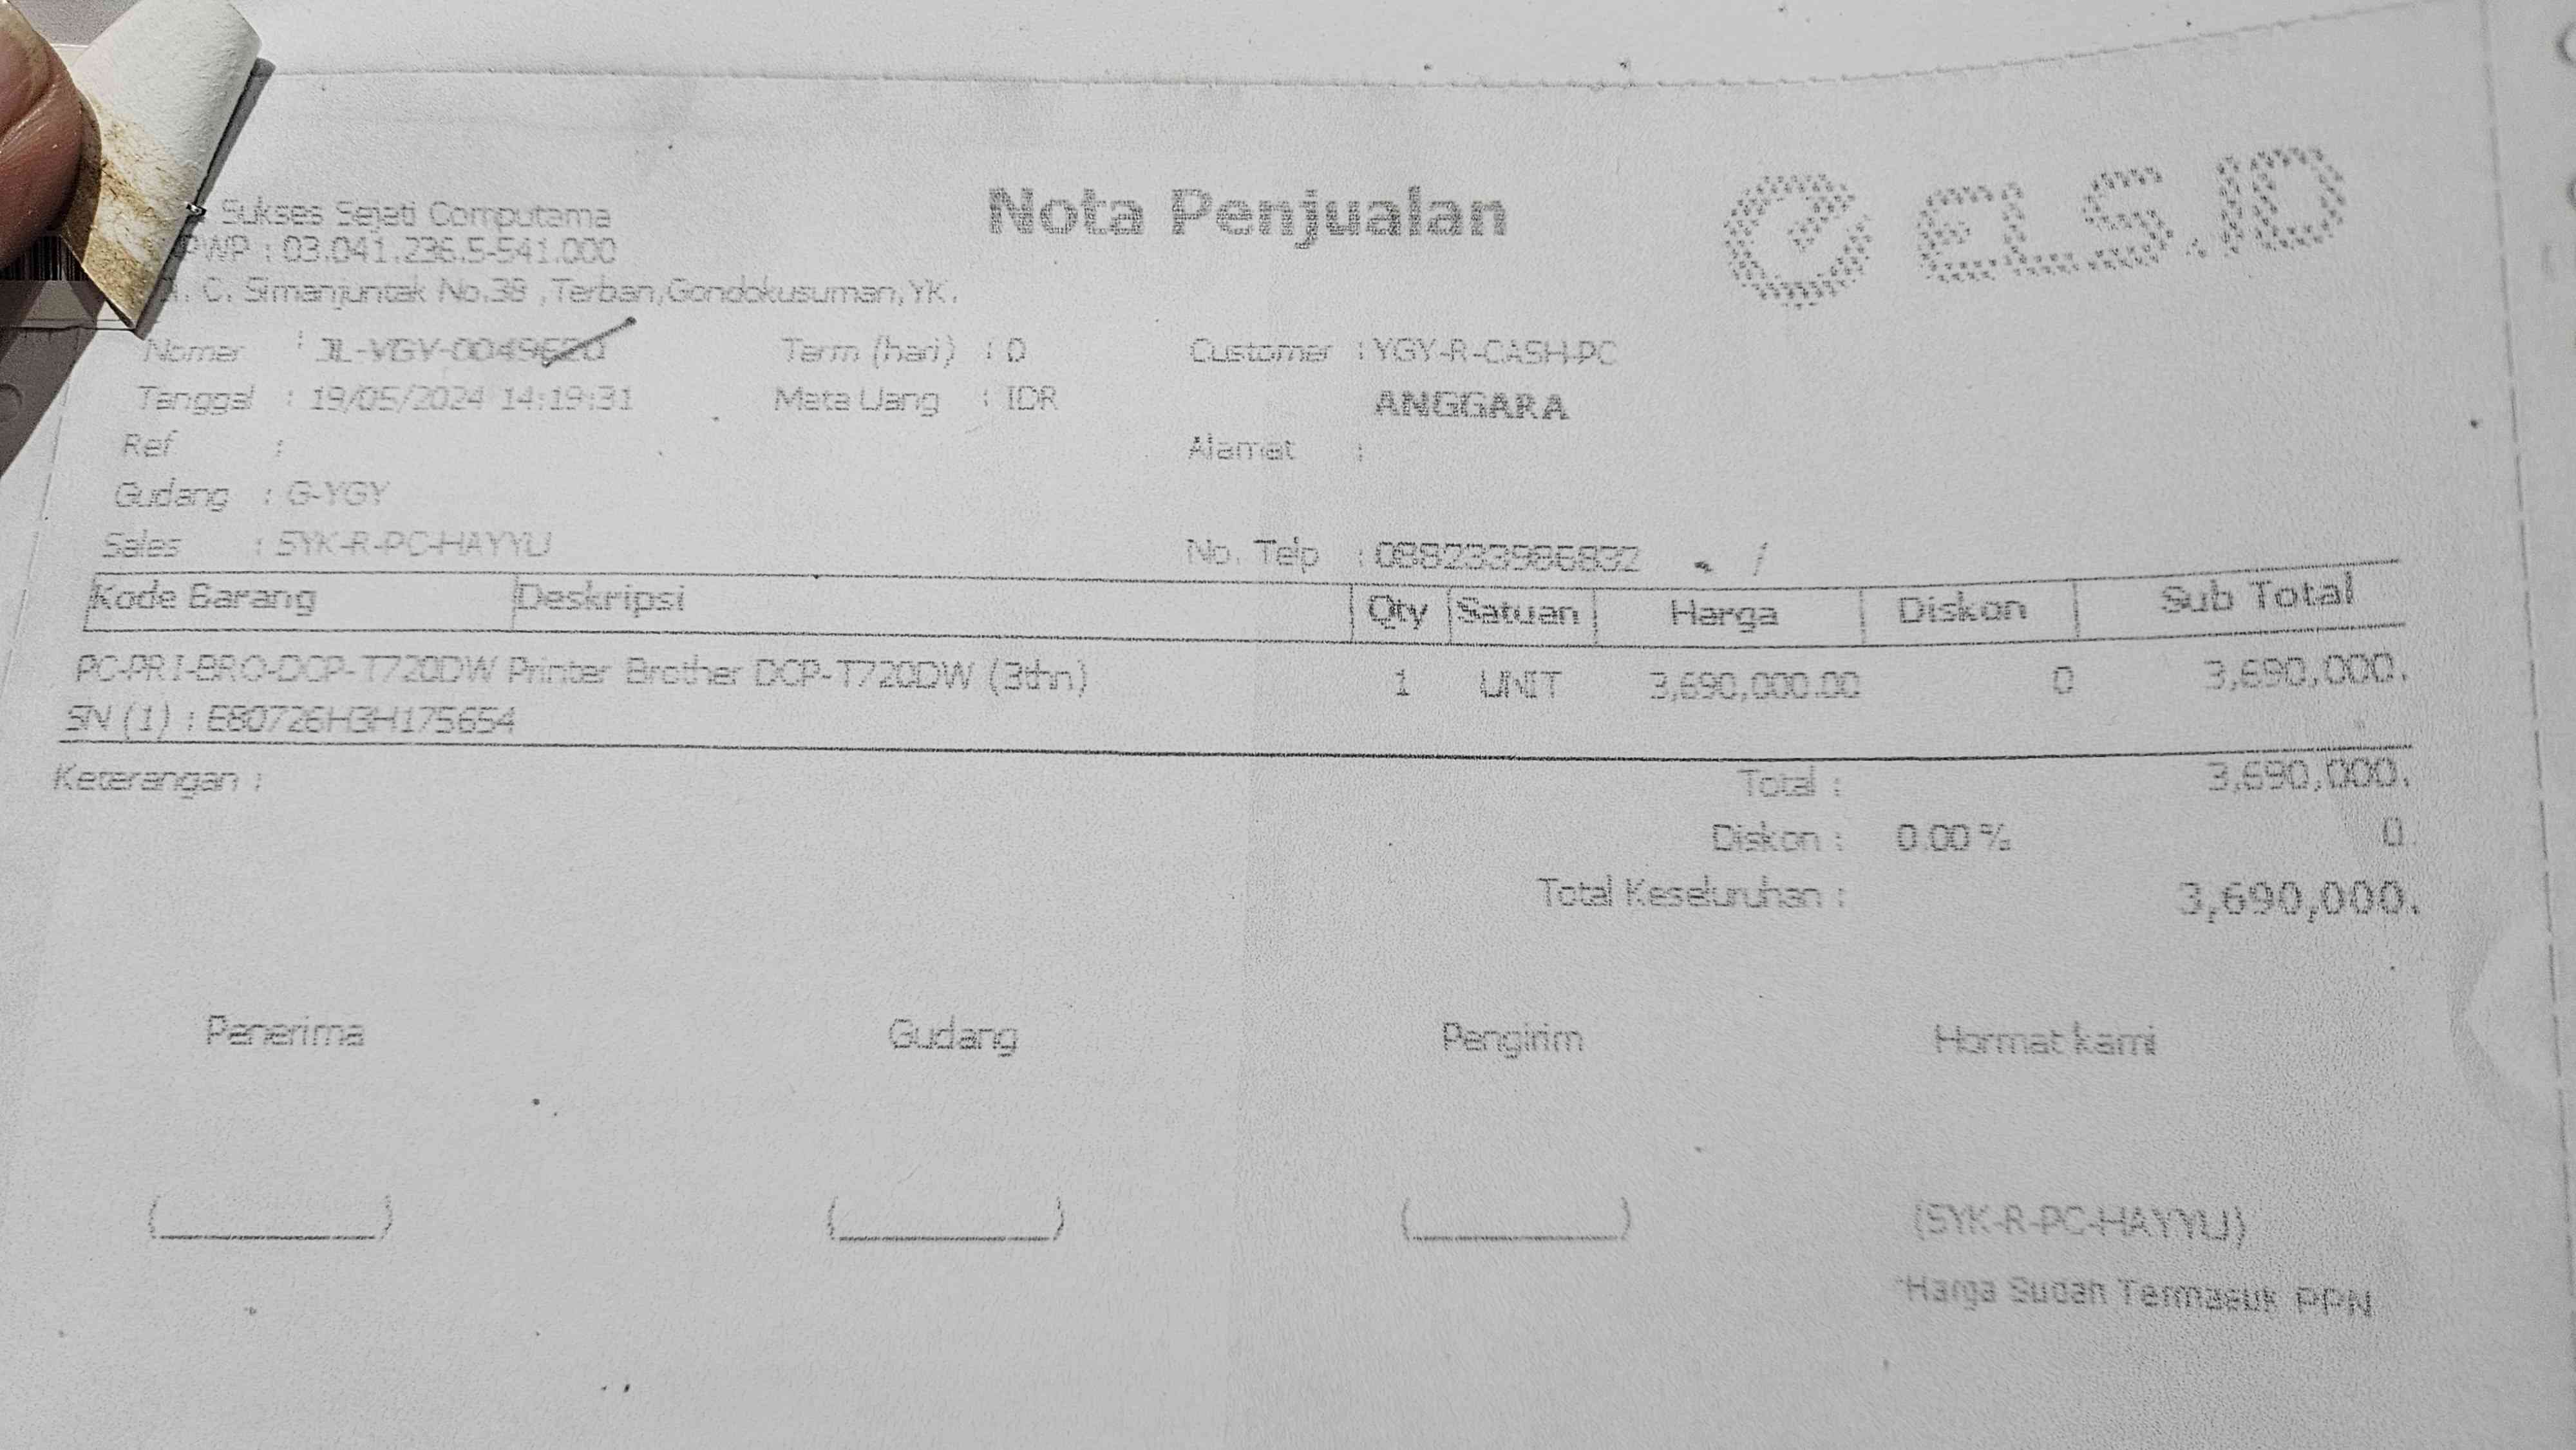 Nota Penjualan
ELS.ID
Sukses Sejati Computama
PWP : 03.041.236.5-541.000
C. Simanjuntak No.38 ,Terban,Gondokusuman,YK.
Nomer : Term (hari) : 0 Customer : YGY-R-CASH-PC
Tanggal : 19/05/2024 14:19:31 Mata Uang : IDR ANGGARA
Ref : Alamat :
Gudang : G-YGY
Sales : SYK-R-PC-HAYYU No. Telp : 088233986832 - /
Kode Barang Deskripsi Qty Satuan Harga Diskon Sub Total
PC-PRI-BRO-DCP-T720DW Printer Brother DCP-T720DW (3thn) 1 UNIT 3,690,000.00 0 3,690,000.
SN (1) : E80726H3H175654
Keterangan : Total : 3,690,000.
Diskon : 0.00 % 0.
Total Keseluruhan : 3,690,000.
Penerima Gudang Pengirim Hormat kami
(SYK-R-PC-HAYYU)
*Harga Sudah Termasuk PPN